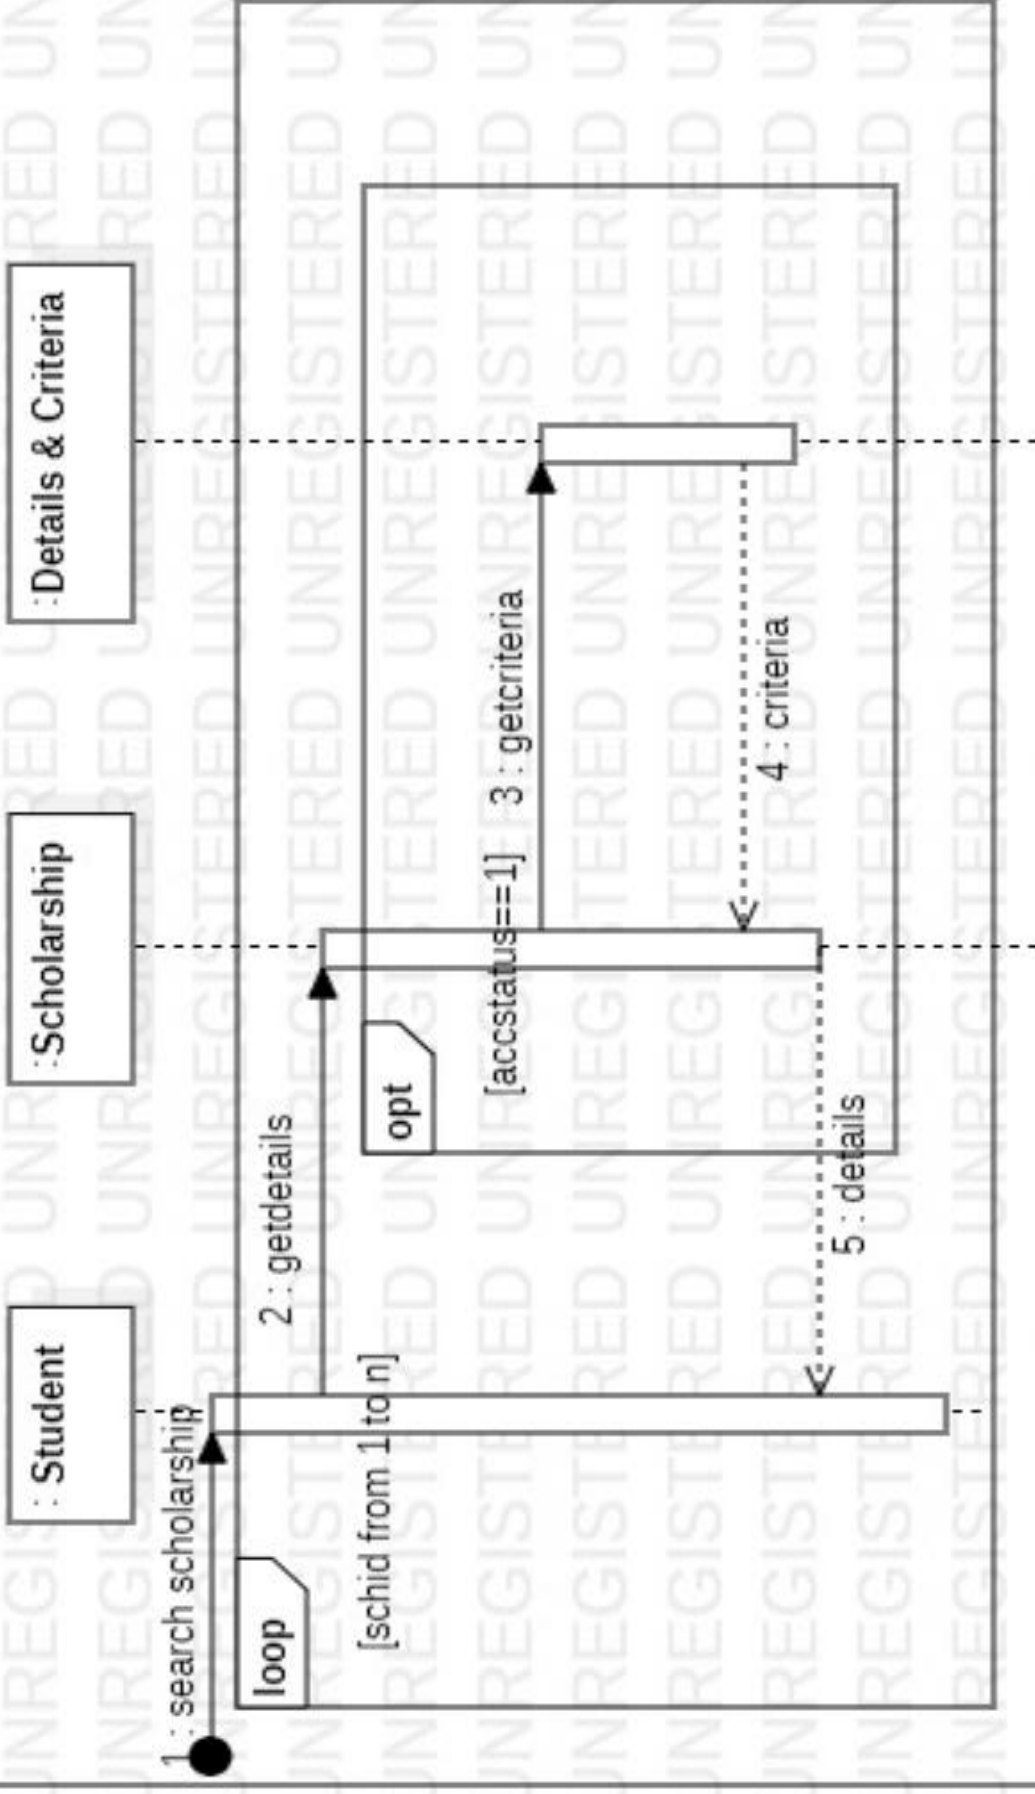 : Student
:Scholarship
:Details & Criteria
1 : search scholarship
loop
2 : getdetails
[schid from 1 to n]
opt
[accstatus==1]
3 : getcriteria
4 : criteria
5 : details
UNREGISTERED